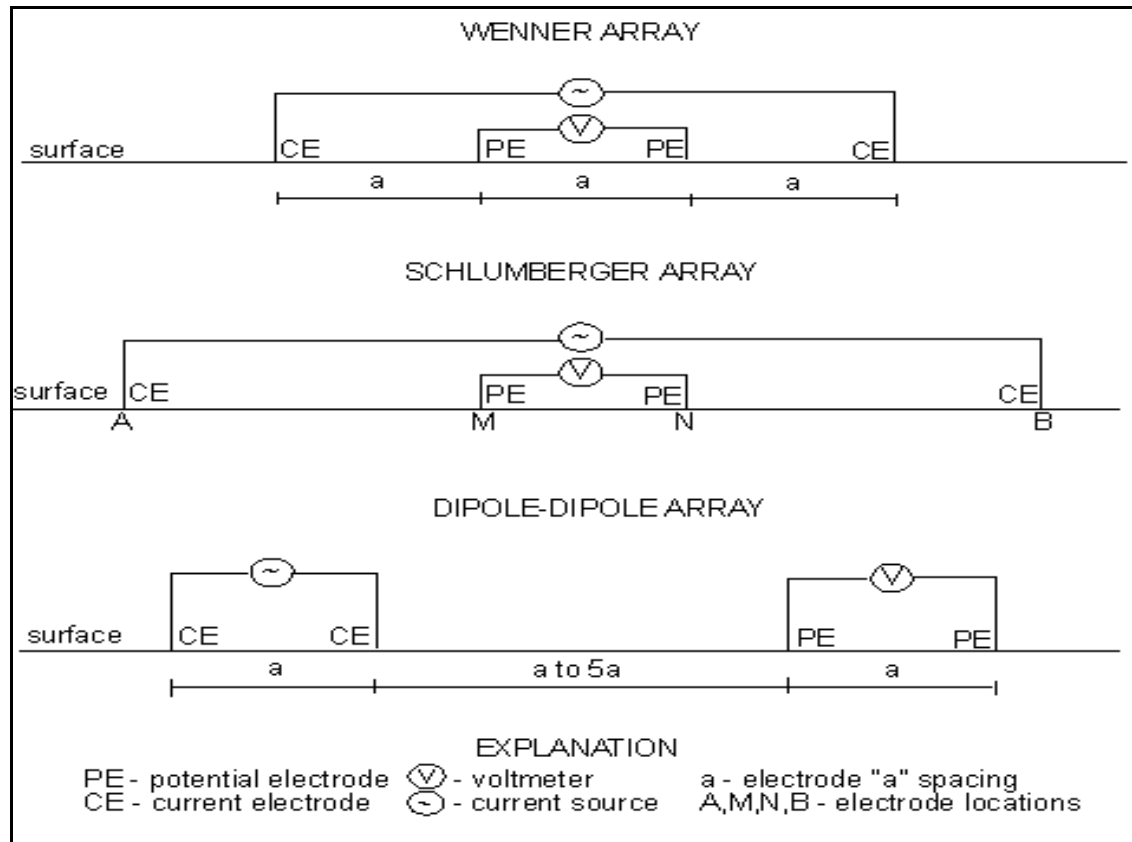 WENNER ARRAY
~
V
surface CE PE PE CE
a a a
SCHLUMBERGER ARRAY
~
V
surface CE PE PE CE
A M N B
DIPOLE-DIPOLE ARRAY
~ V
surface CE CE PE PE
a a to 5a a
EXPLANATION
PE - potential electrode V - voltmeter a - electrode "a" spacing
CE - current electrode ~ - current source A,M,N,B - electrode locations